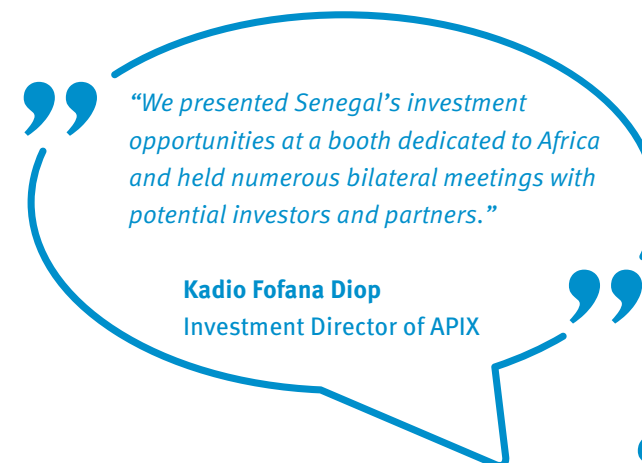 “We presented Senegal’s investment
opportunities at a booth dedicated to Africa
and held numerous bilateral meetings with
potential investors and partners.”
Kadio Fofana Diop
Investment Director of APIX